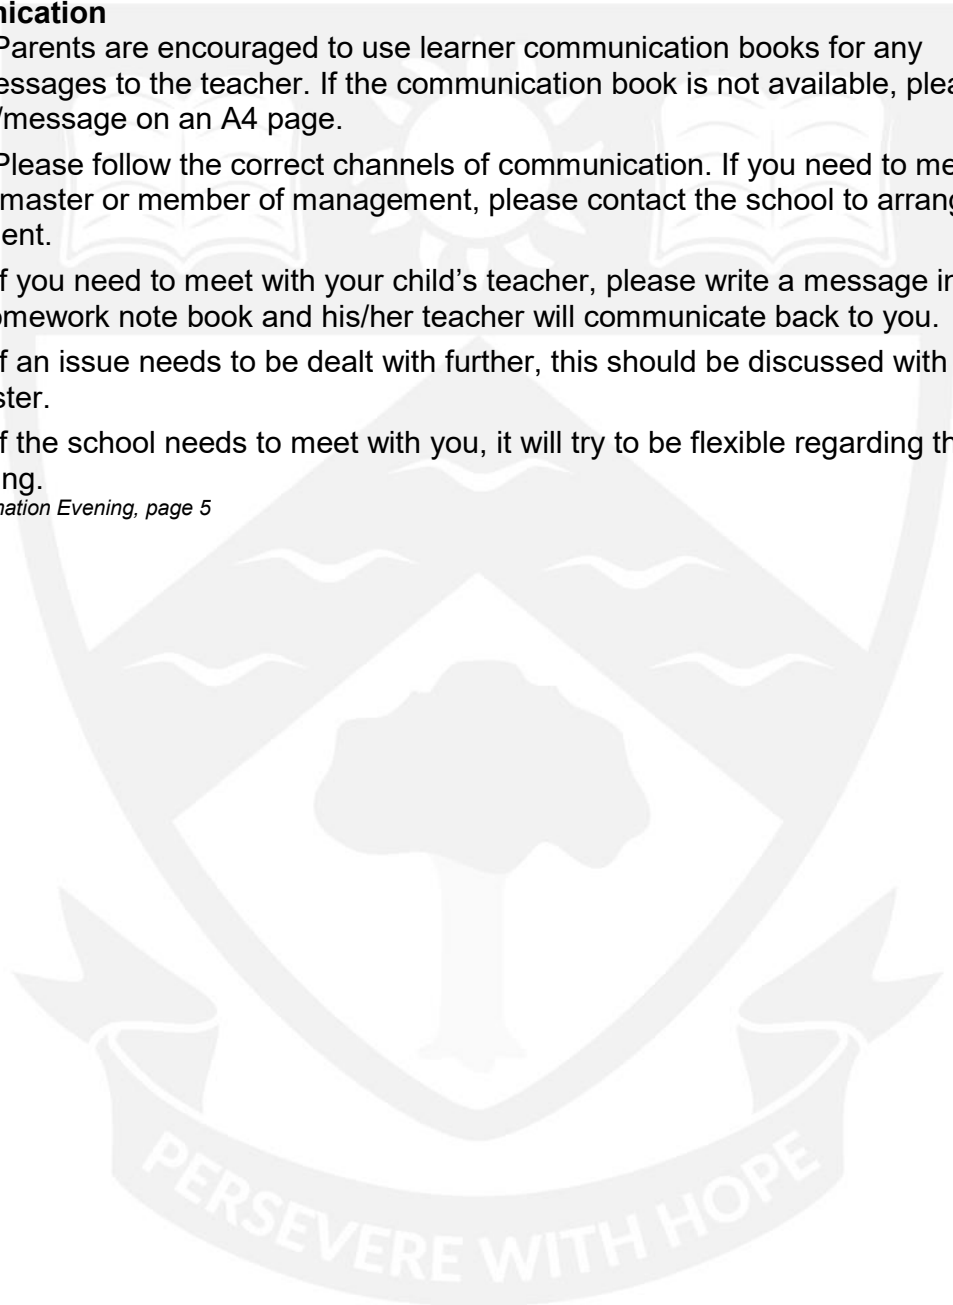 nication
Parents are encouraged to use learner communication books for any
essages to the teacher. If the communication book is not available, plea
/message on an A4 page.
Please follow the correct channels of communication. If you need to me
master or member of management, please contact the school to arrang
ent.
f you need to meet with your child's teacher, please write a message in
omework note book and his/her teacher will communicate back to you.
f an issue needs to be dealt with further, this should be discussed with
ster.
f the school needs to meet with you, it will try to be flexible regarding th
ng.
nation Evening, page 5
PERSEVERE WITH HOPE